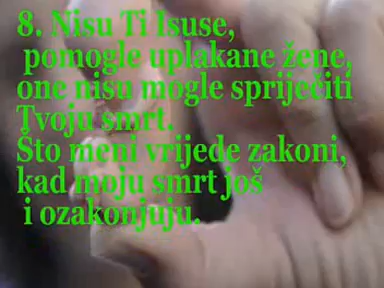 8. Nisu Ti Isuse,
pomogle uplakane žene,
one nisu mogle spriječiti
Tvoju smrt.
Što meni vrijede zakoni,
kad moju smrt još
i ozakonjuju.